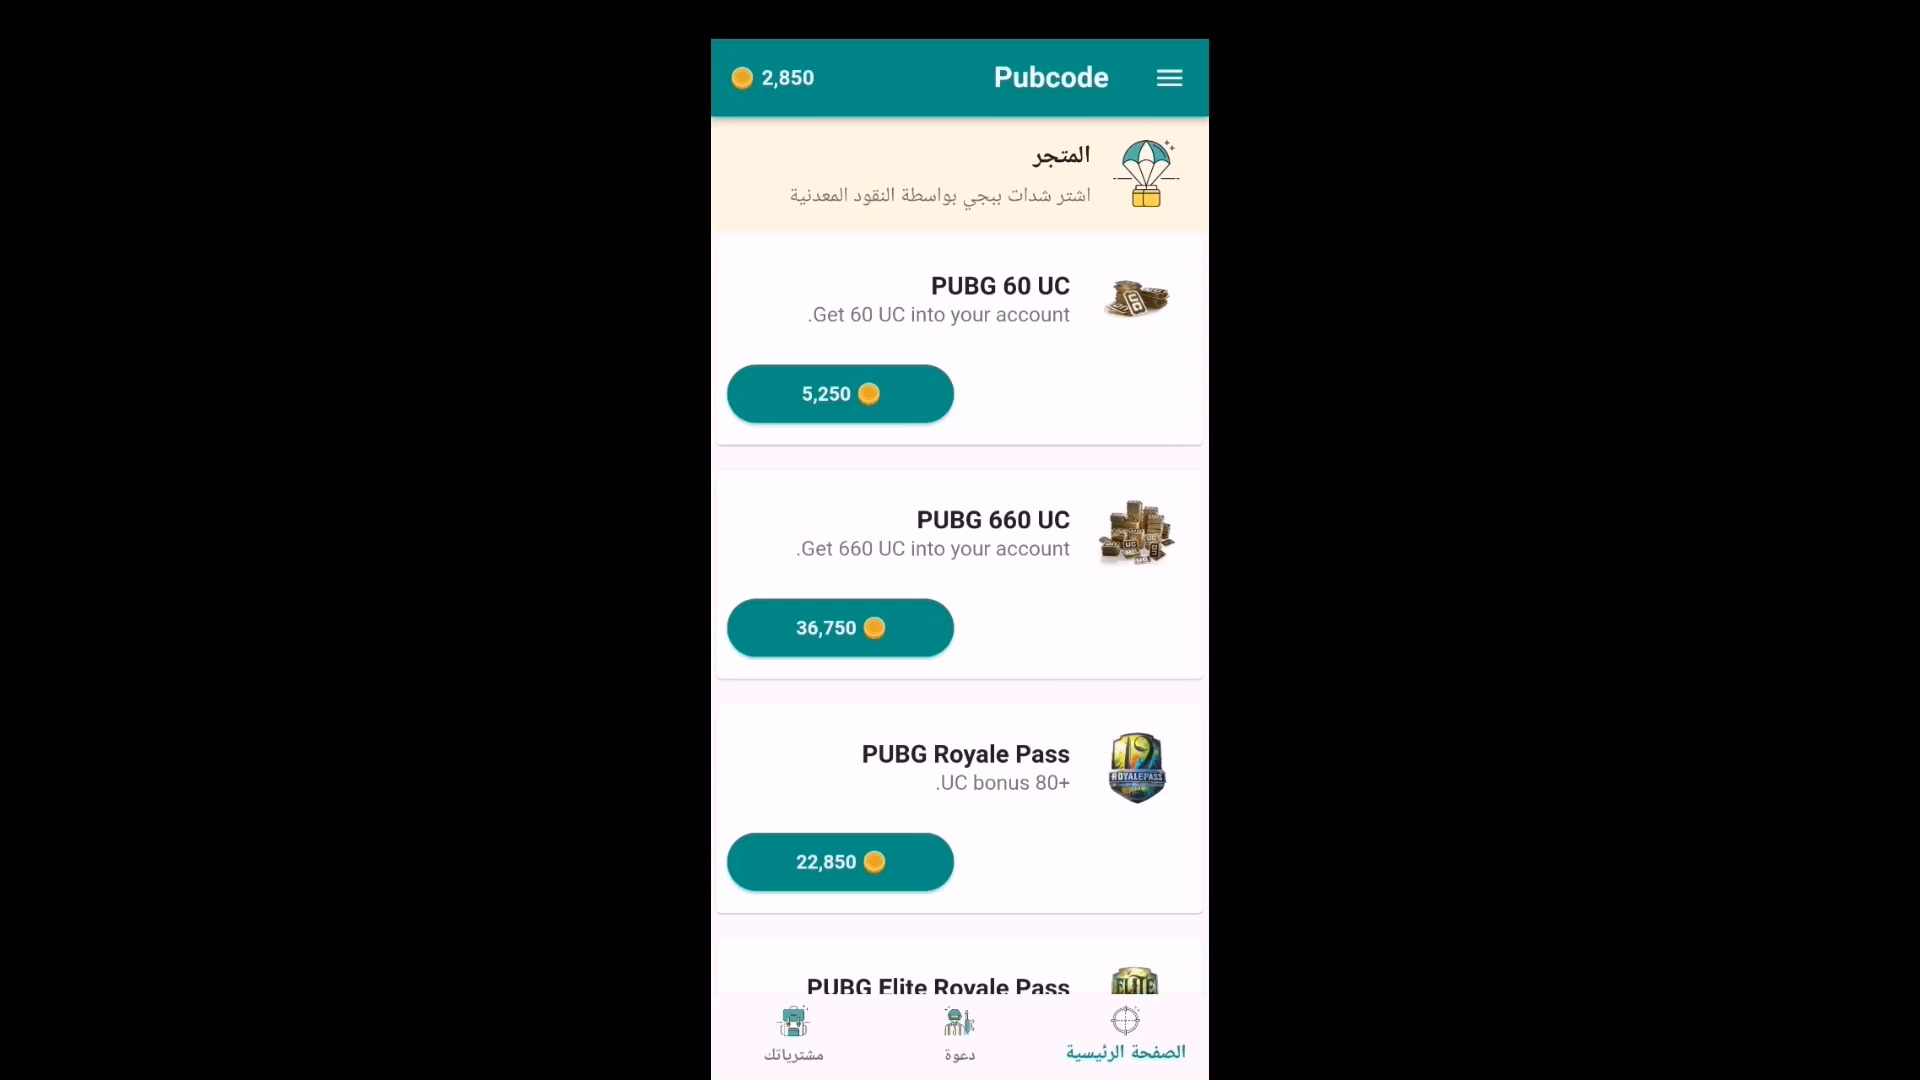 2,850
Pubcode
المتجر
اشتر شدات ببجي بواسطة النقود المعدنية
PUBG 60 UC
.Get 60 UC into your account
5,250
PUBG 660 UC
.Get 660 UC into your account
36,750
PUBG Royale Pass
.UC bonus 80+
ROYALEPASS
22,850
PUBG Elite Royale Pass
ELITE
الصفحة الرئيسية
دعوة
مشترياتك